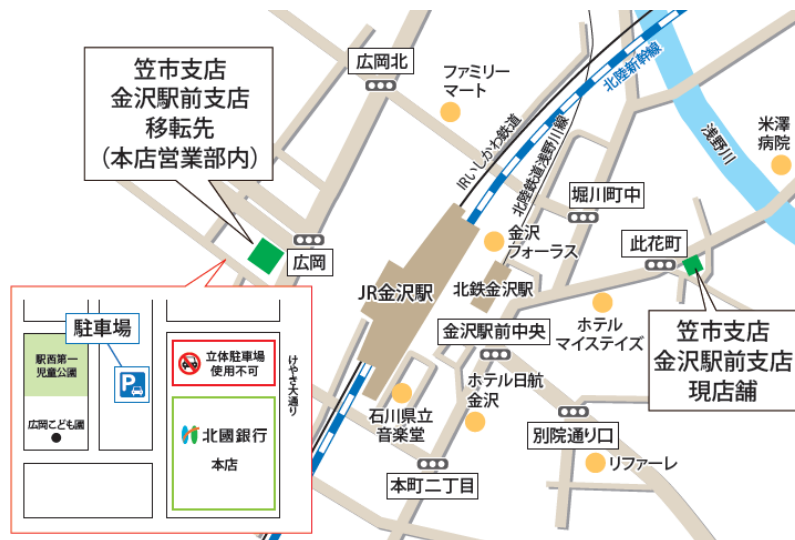 笠市支店
金沢駅前支店
移転先
(本店営業部内)
広岡北
ファミリー
マート
北陸新幹線
IRいしかわ鉄道
北陸鉄道浅野川線
浅野川
米澤
病院
堀川町中
此花町
広岡
金沢
フォーラス
JR金沢駅
北鉄金沢駅
金沢駅前中央
ホテル
マイステイズ
笠市支店
金沢駅前支店
現店舗
ホテル日航
金沢
石川県立
音楽堂
別院通り口
リファーレ
本町二丁目
駐車場
P
駅西第一
児童公園
広岡こども園
立体駐車場
使用不可
けやき大通り
北國銀行
本店